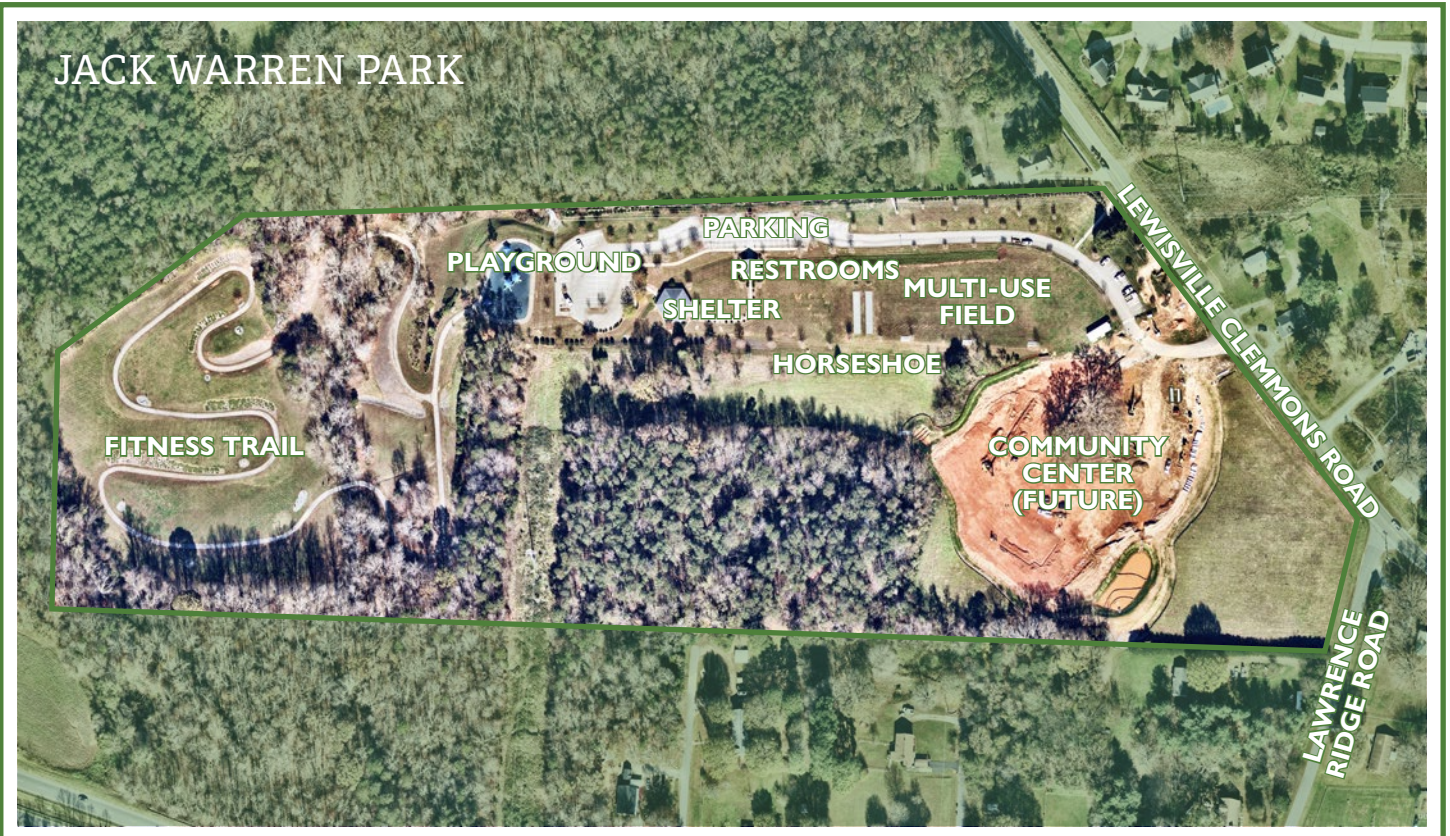 JACK WARREN PARK
LEWISVILLE CLEMMONS ROAD
PARKING
PLAYGROUND
RESTROOMS
MULTI-USE
FIELD
SHELTER
HORSESHOE
FITNESS TRAIL
COMMUNITY
CENTER
(FUTURE)
LAWRENCE
RIDGE ROAD